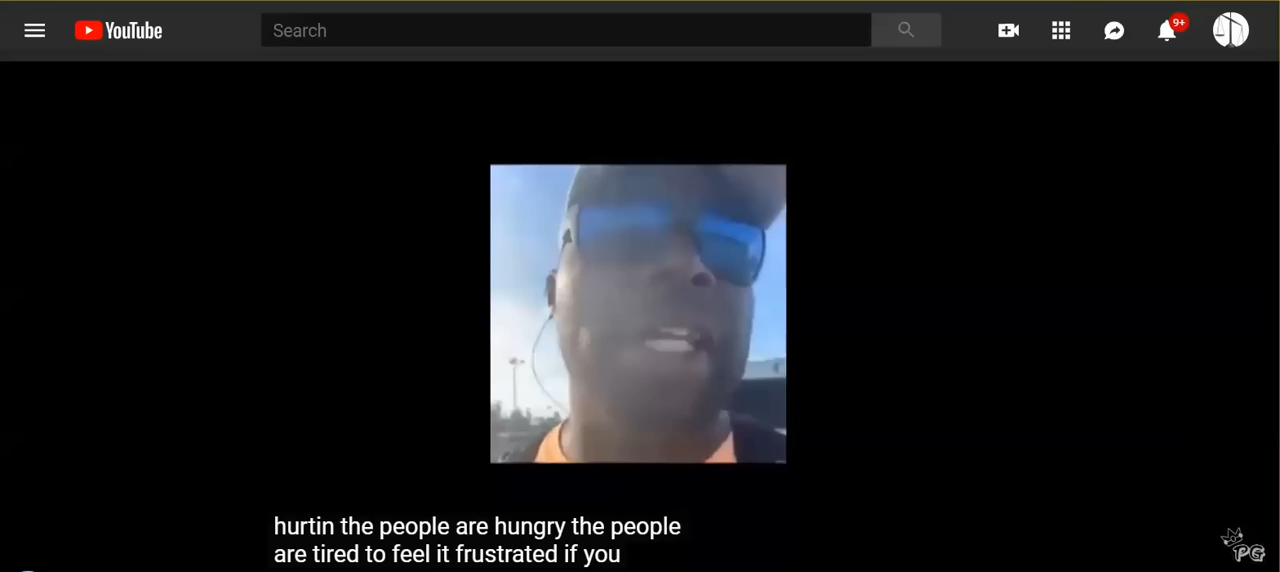 YouTube
Search
9+
hurtin the people are hungry the people
are tired to feel it frustrated if you
PG